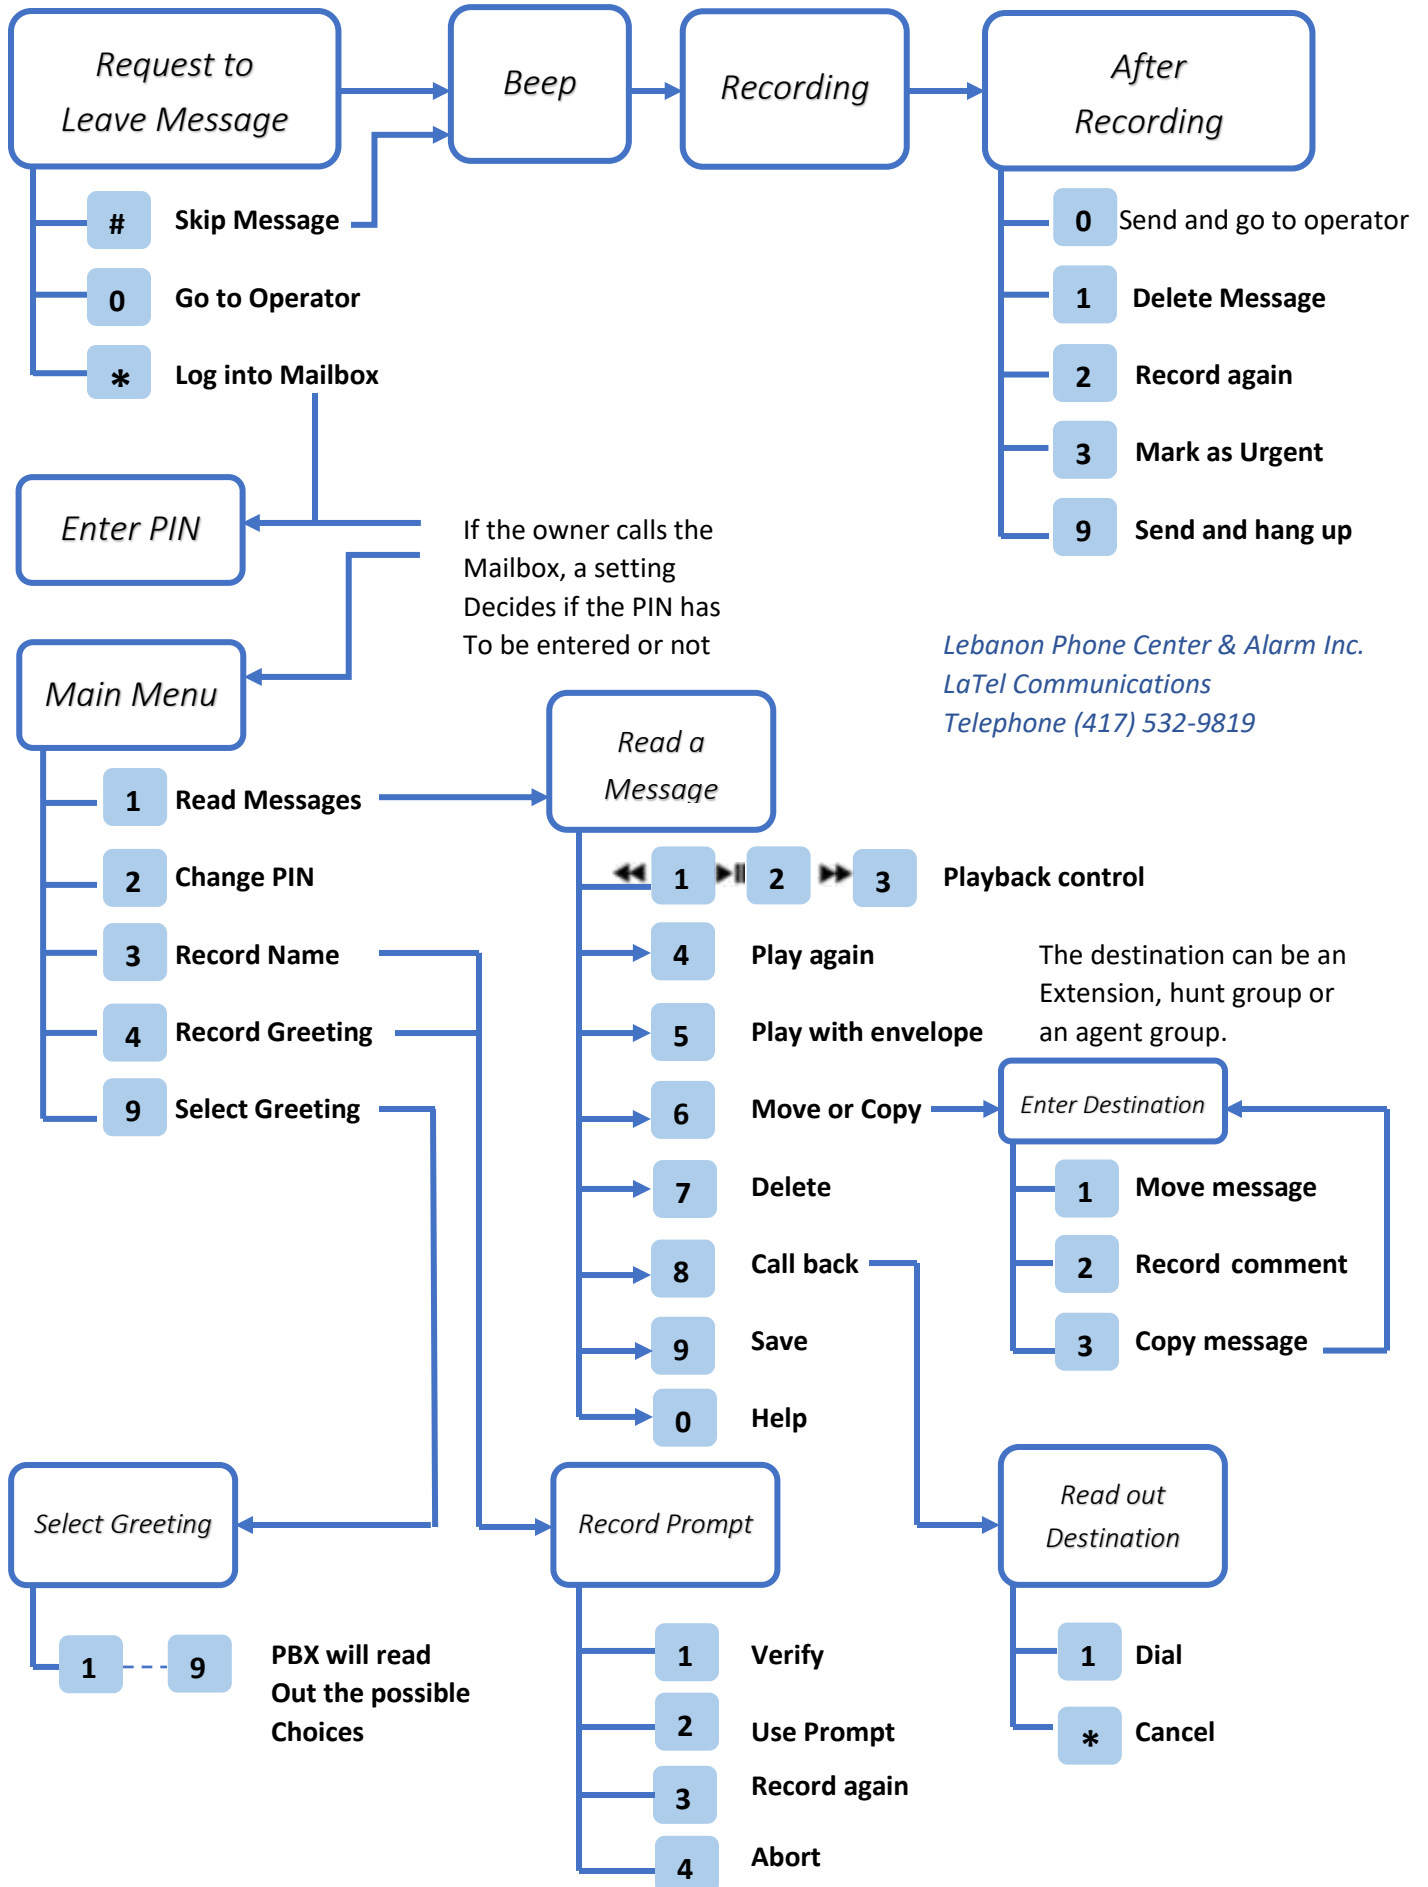 Request to
Leave Message
Beep
Recording
After
Recording
# Skip Message
0 Go to Operator
* Log into Mailbox
0 Send and go to operator
1 Delete Message
2 Record again
3 Mark as Urgent
9 Send and hang up
Enter PIN
If the owner calls the
Mailbox, a setting
Decides if the PIN has
To be entered or not
Lebanon Phone Center & Alarm Inc.
LaTel Communications
Telephone (417) 532-9819
Main Menu
1 Read Messages
2 Change PIN
3 Record Name
4 Record Greeting
9 Select Greeting
Read a
Message
1 2 3 Playback control
4 Play again
5 Play with envelope
6 Move or Copy
7 Delete
8 Call back
9 Save
0 Help
The destination can be an
Extension, hunt group or
an agent group.
Enter Destination
1 Move message
2 Record comment
3 Copy message
Select Greeting
1 9 PBX will read
Out the possible
Choices
Record Prompt
1 Verify
2 Use Prompt
3 Record again
4 Abort
Read out
Destination
1 Dial
* Cancel